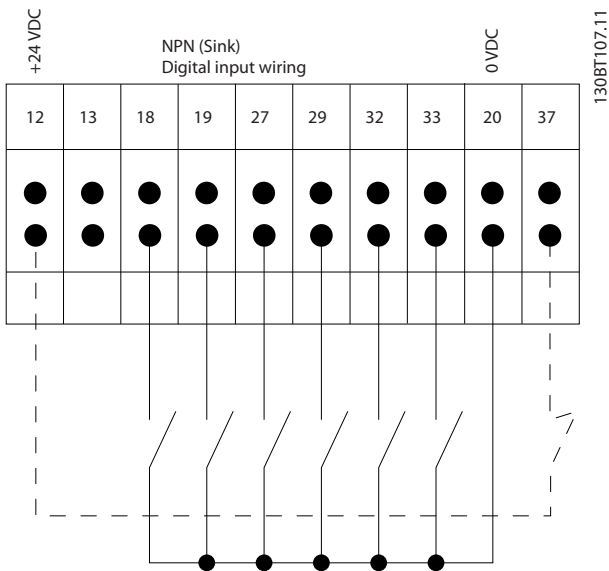 +24 VDC
NPN (Sink)
Digital input wiring
0 VDC
130BT107.11
12 13 18 19 27 29 32 33 20 37